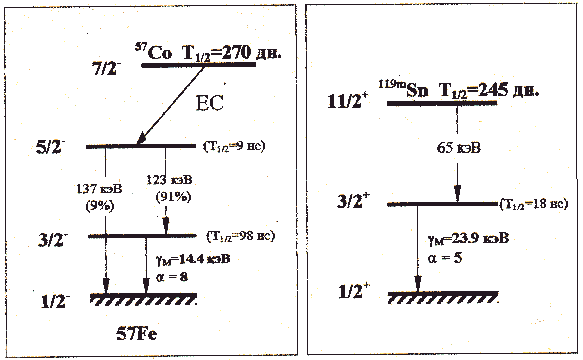 ⁵⁷Co T₁/₂=270 дн.
7/2⁻
EC
5/2⁻
(T₁/₂=9 нс)
137 кэВ
(9%)
123 кэВ
(91%)
3/2⁻
(T₁/₂=98 нс)
γₘ=14.4 кэВ
α = 8
1/2⁻
57Fe
¹¹⁹ᵐSn T₁/₂=245 дн.
11/2⁺
65 кэВ
3/2⁺
(T₁/₂=18 нс)
γₘ=23.9 кэВ
α = 5
1/2⁺